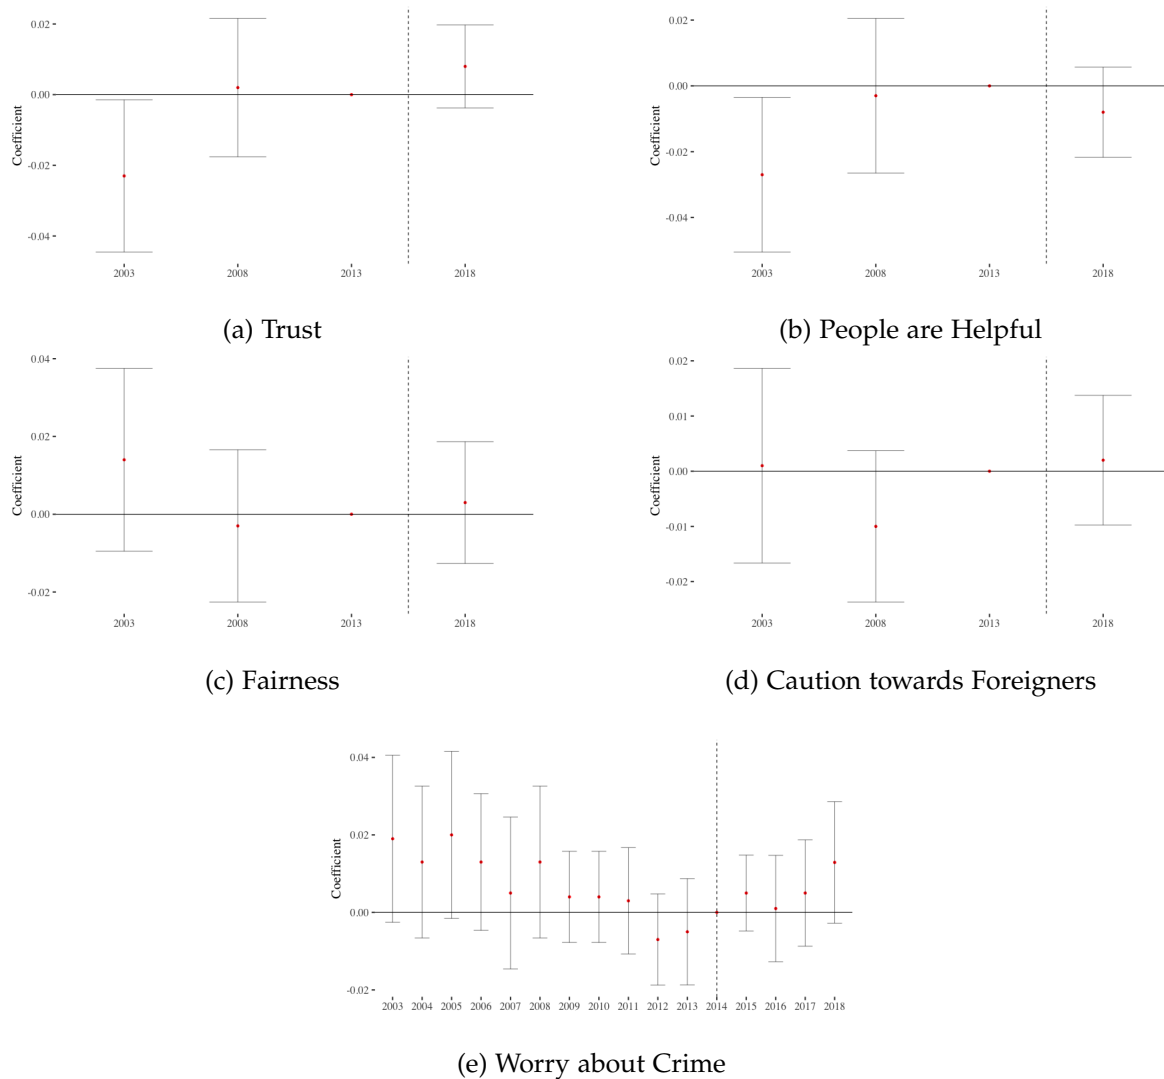 0.02
0.00
-0.02
-0.04
Coefficient
2003 2008 2013 2018
(a) Trust
0.02
0.00
-0.02
-0.04
Coefficient
2003 2008 2013 2018
(b) People are Helpful
0.04
0.02
0.00
-0.02
Coefficient
2003 2008 2013 2018
(c) Fairness
0.02
0.01
0.00
-0.01
-0.02
Coefficient
2003 2008 2013 2018
(d) Caution towards Foreigners
0.04
0.02
0.00
-0.02
Coefficient
2003 2004 2005 2006 2007 2008 2009 2010 2011 2012 2013 2014 2015 2016 2017 2018
(e) Worry about Crime